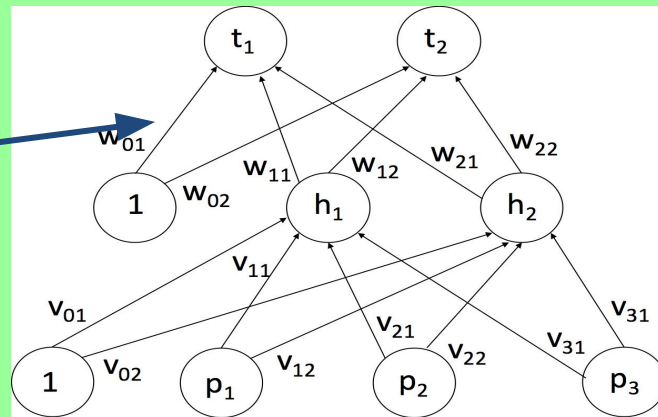 t₁ t₂
w₀₁ w₀₂ w₁₁ w₁₂ w₂₁ w₂₂
1 h₁ h₂
v₀₁ v₀₂ v₁₁ v₁₂ v₂₁ v₂₂ v₃₁ v₃₁
1 p₁ p₂ p₃